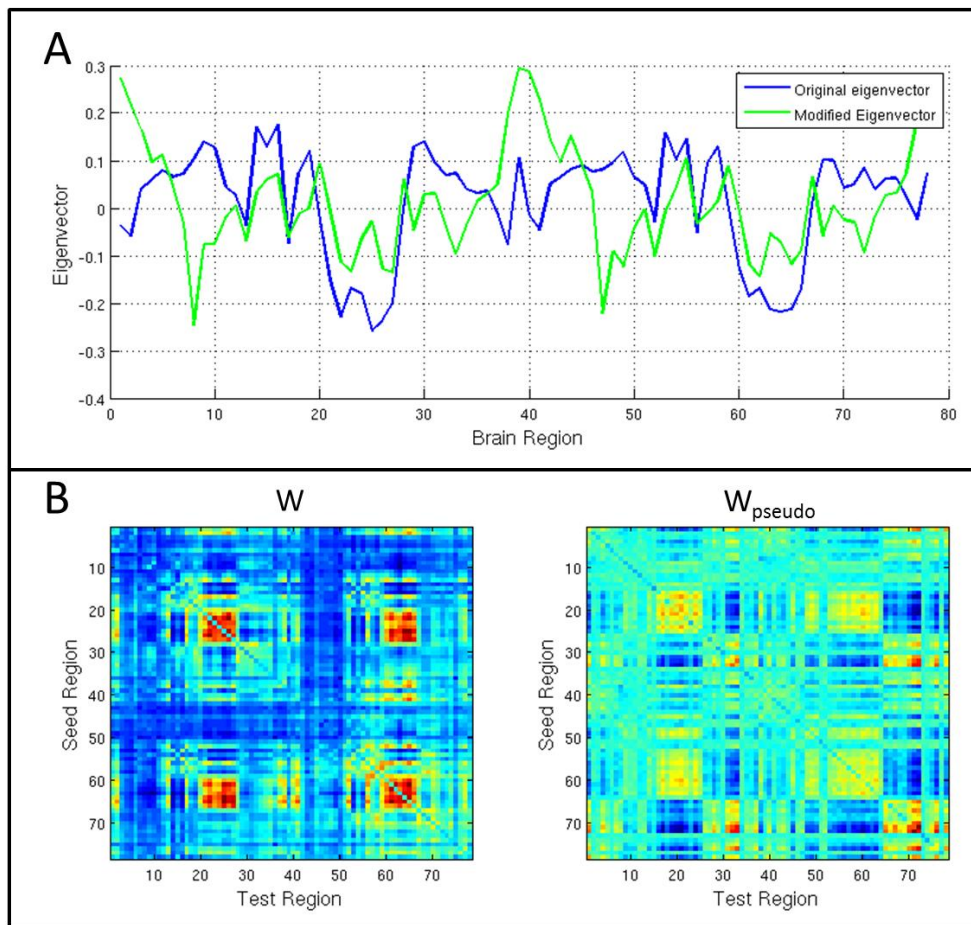 A
0.3
0.2
0.1
0
-0.1
-0.2
-0.3
-0.4
Eigenvector
Original eigenvector
Modified Eigenvector
0 10 20 30 40 50 60 70 80
Brain Region
B
W
10
20
30
40
50
60
70
Seed Region
10 20 30 40 50 60 70
Test Region
Wpseudo
10
20
30
40
50
60
70
Seed Region
10 20 30 40 50 60 70
Test Region